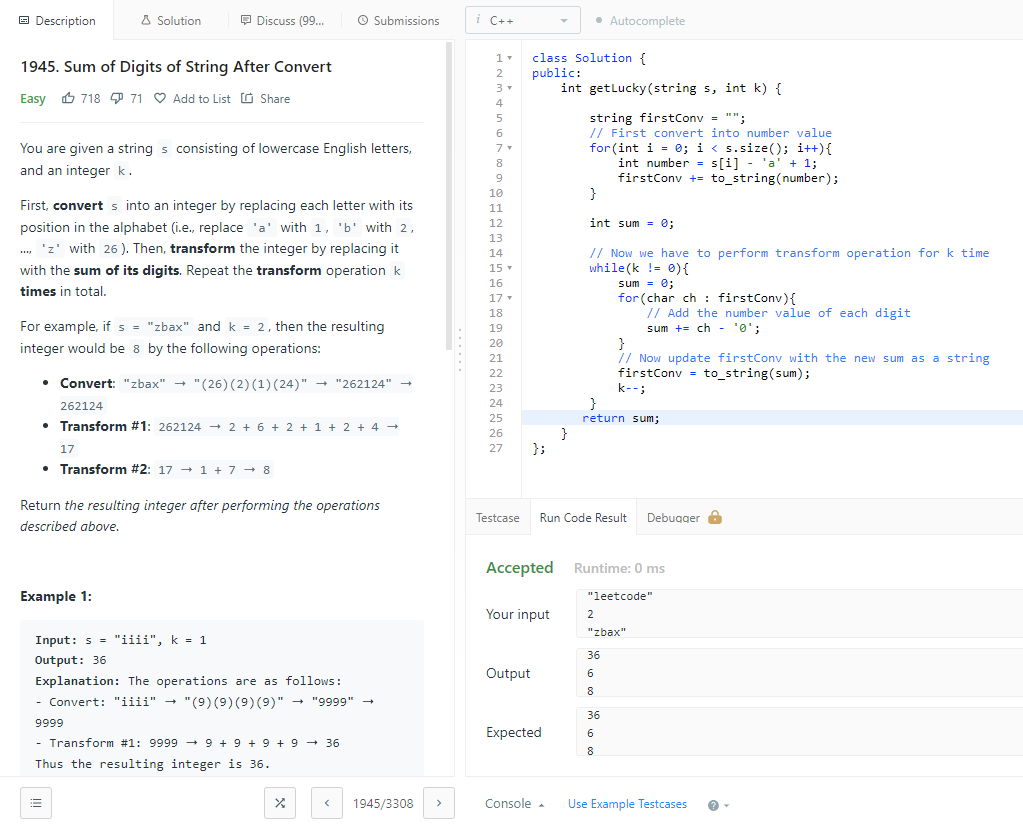 Description
Solution
Discuss (99...
Submissions
i C++
Autocomplete
1945. Sum of Digits of String After Convert
Easy 718 71 Add to List Share
You are given a string s consisting of lowercase English letters,
and an integer k.
First, convert s into an integer by replacing each letter with its
position in the alphabet (i.e., replace 'a' with 1, 'b' with 2,
..., 'z' with 26). Then, transform the integer by replacing it
with the sum of its digits. Repeat the transform operation k
times in total.
For example, if s = "zbax" and k = 2, then the resulting
integer would be 8 by the following operations:
• Convert: "zbax" → "(26)(2)(1)(24)" → "262124" →
262124
• Transform #1: 262124 → 2 + 6 + 2 + 1 + 2 + 4 →
17
• Transform #2: 17 → 1 + 7 → 8
Return the resulting integer after performing the operations
described above.
Example 1:
Input: s = "iiii", k = 1
Output: 36
Explanation: The operations are as follows:
- Convert: "iiii" → "(9)(9)(9)(9)" → "9999" →
9999
- Transform #1: 9999 → 9 + 9 + 9 + 9 → 36
Thus the resulting integer is 36.
1945/3308
1 class Solution {
2 public:
3     int getLucky(string s, int k) {
4
5         string firstConv = "";
6         // First convert into number value
7         for(int i = 0; i < s.size(); i++){
8             int number = s[i] - 'a' + 1;
9             firstConv += to_string(number);
10         }
11
12         int sum = 0;
13
14         // Now we have to perform transform operation for k time
15         while(k != 0){
16             sum = 0;
17             for(char ch : firstConv){
18                 // Add the number value of each digit
19                 sum += ch - '0';
20             }
21             // Now update firstConv with the new sum as a string
22             firstConv = to_string(sum);
23             k--;
24         }
25        return sum;
26     }
27 };
Testcase
Run Code Result
Debugger
Accepted Runtime: 0 ms
Your input
"leetcode"
2
"zbax"
Output
36
6
8
Expected
36
6
8
Console
Use Example Testcases
?